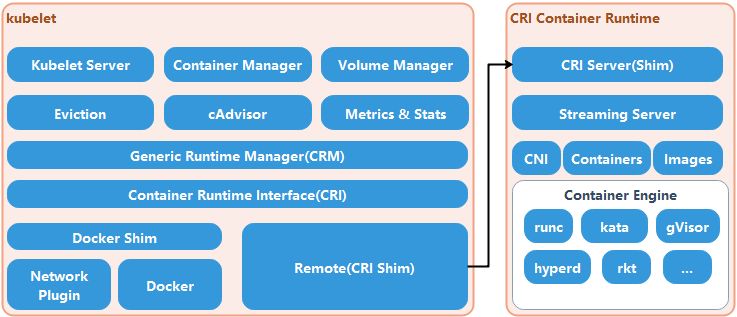 kubelet
Kubelet Server
Container Manager
Volume Manager
Eviction
cAdvisor
Metrics & Stats
Generic Runtime Manager(CRM)
Container Runtime Interface(CRI)
Docker Shim
Network
Plugin
Docker
Remote(CRI Shim)
CRI Container Runtime
CRI Server(Shim)
Streaming Server
CNI
Containers
Images
Container Engine
runc
kata
gVisor
hyperd
rkt
...